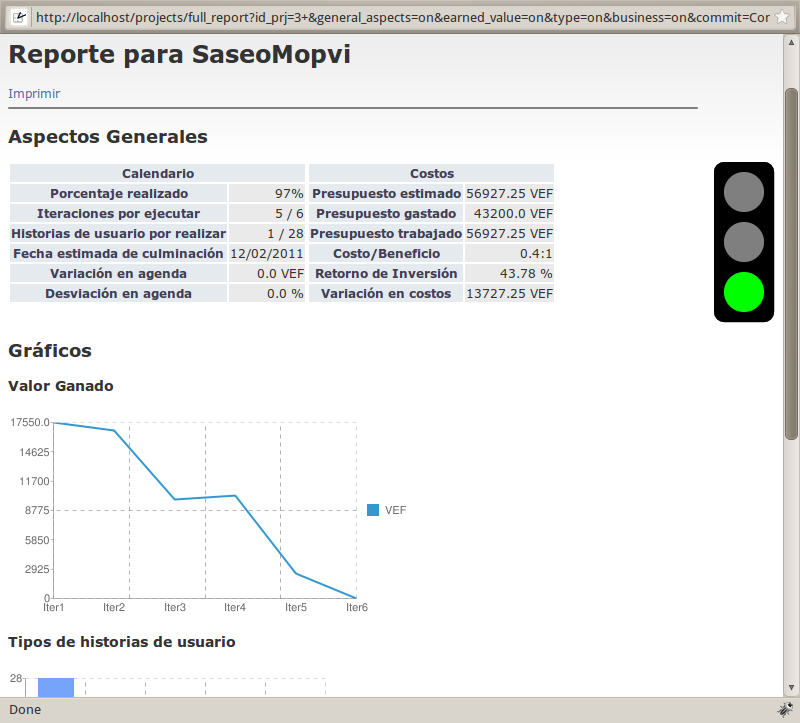 http://localhost/projects/full_report?id_prj=3+&general_aspects=on&earned_value=on&type=on&business=on&commit=Cor
Reporte para SaseoMopvi
Imprimir
Aspectos Generales
Calendario Costos
Porcentaje realizado 97% Presupuesto estimado 56927.25 VEF
Iteraciones por ejecutar 5 / 6 Presupuesto gastado 43200.0 VEF
Historias de usuario por realizar 1 / 28 Presupuesto trabajado 56927.25 VEF
Fecha estimada de culminación 12/02/2011 Costo/Beneficio 0.4:1
Variación en agenda 0.0 VEF Retorno de Inversión 43.78 %
Desviación en agenda 0.0 % Variación en costos 13727.25 VEF
Gráficos
Valor Ganado
17550.0
14625
11700
8775
VEF
5850
2925
0
Iter1 Iter2 Iter3 Iter4 Iter5 Iter6
Tipos de historias de usuario
28
Done